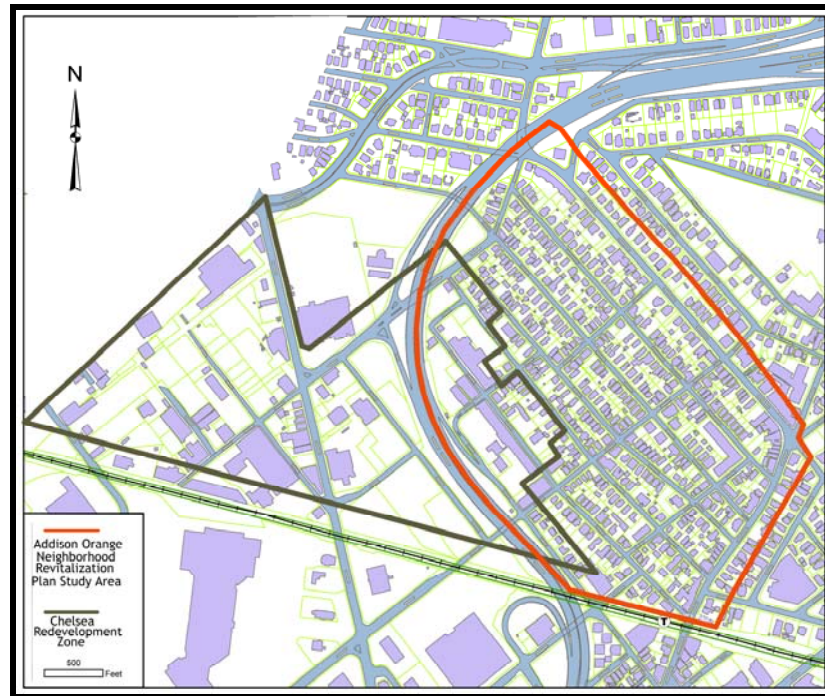 N
T
Addison Orange
Neighborhood
Revitalization
Plan Study Area
Chelsea
Redevelopment
Zone
500
Feet